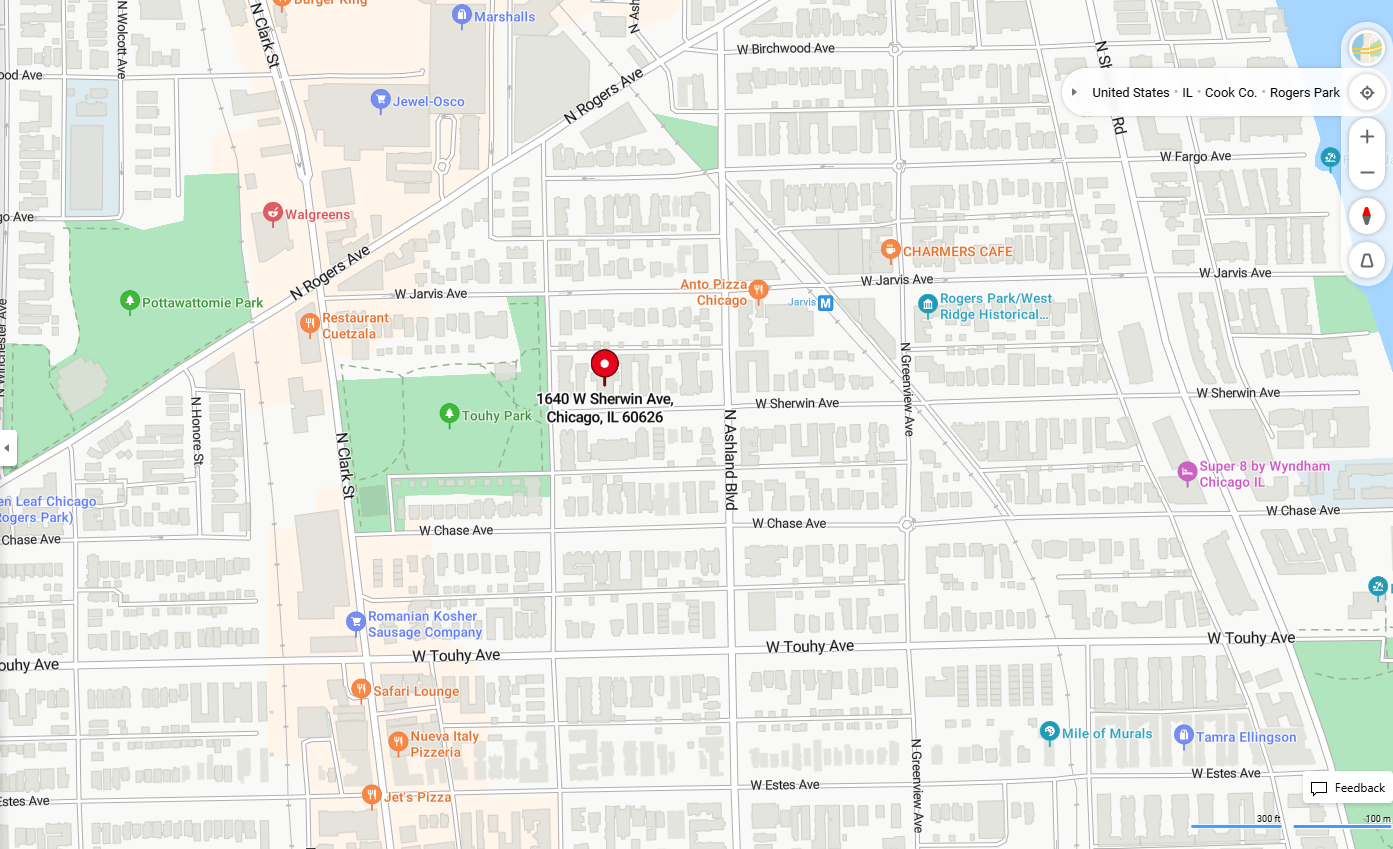 Burger King
Marshalls
N Wolcott Ave
N Clark St
W Birchwood Ave
ood Ave
Jewel-Osco
N Rogers Ave
United States • IL • Cook Co. • Rogers Park
W Fargo Ave
Walgreens
go Ave
N Rogers Ave
CHARMERS CAFE
W Jarvis Ave
W Jarvis Ave
W Jarvis Ave
Anto Pizza
Chicago
Jarvis M
Pottawattomie Park
Rogers Park/West
Ridge Historical...
Restaurant
Cuetzala
N Winchester Ave
N Greenview Ave
1640 W Sherwin Ave,
Chicago, IL 60626
W Sherwin Ave
W Sherwin Ave
Touhy Park
N Honore St
N Clark St
N Ashland Blvd
Super 8 by Wyndham
Chicago IL
en Leaf Chicago
Rogers Park)
W Chase Ave
W Chase Ave
W Chase Ave
Chase Ave
Romanian Kosher
Sausage Company
W Touhy Ave
W Touhy Ave
W Touhy Ave
ouhy Ave
Safari Lounge
Nueva Italy
Pizzeria
Mile of Murals
Tamra Ellingson
N Greenview Ave
W Estes Ave
W Estes Ave
Estes Ave
Jet's Pizza
Feedback
300 ft
100 m